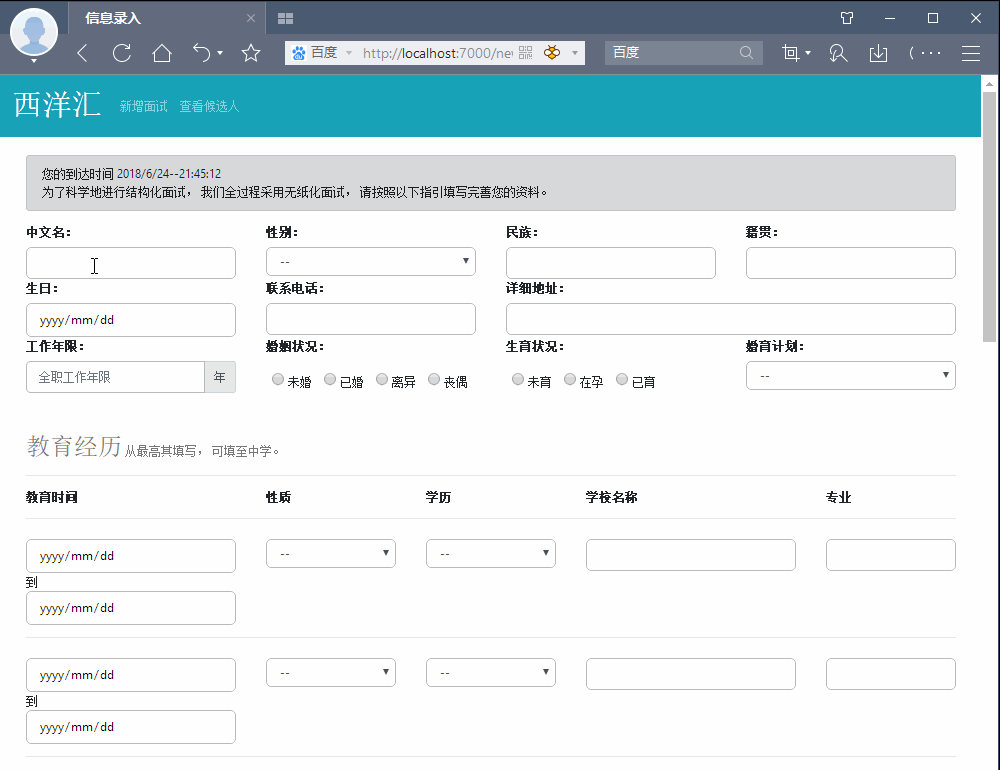 信息录入
百度 http://localhost:7000/nev 百度
西洋汇 新增面试 查看候选人
您的到达时间 2018/6/24--21:45:12
为了科学地进行结构化面试， 我们全过程采用无纸化面试， 请按照以下指引填写完善您的资料。
中文名： 性别： 民族： 籍贯：
--
生日： 联系电话： 详细地址：
yyyy/mm/dd
工作年限： 婚姻状况： 生育状况： 婚育计划：
全职工作年限 年 未婚 已婚 离异 丧偶 未育 在孕 已育 --
教育经历 从最高其填写， 可填至中学。
教育时间 性质 学历 学校名称 专业
yyyy/mm/dd -- --
到
yyyy/mm/dd
yyyy/mm/dd -- --
到
yyyy/mm/dd